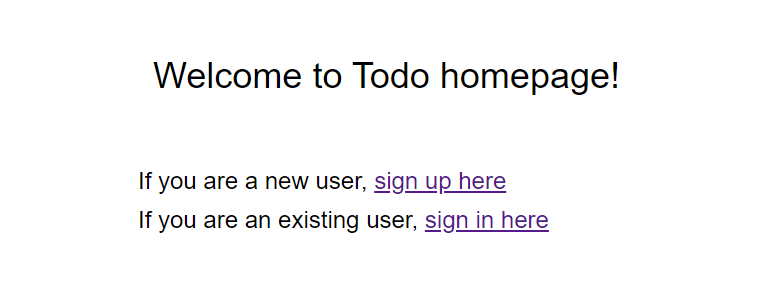 Welcome to Todo homepage!
If you are a new user, sign up here
If you are an existing user, sign in here